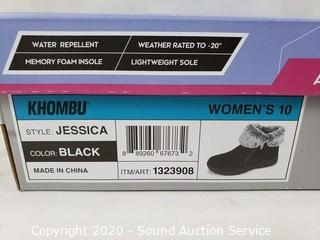 WATER REPELLENT
WEATHER RATED TO -20°
MEMORY FOAM INSOLE
LIGHTWEIGHT SOLE
A
KHOMBU
WOMEN'S 10
STYLE: JESSICA
COLOR: BLACK
8 89260 67673 2
MADE IN CHINA
ITM/ART: 1323908
Copyright 2020 - Sound Auction Service